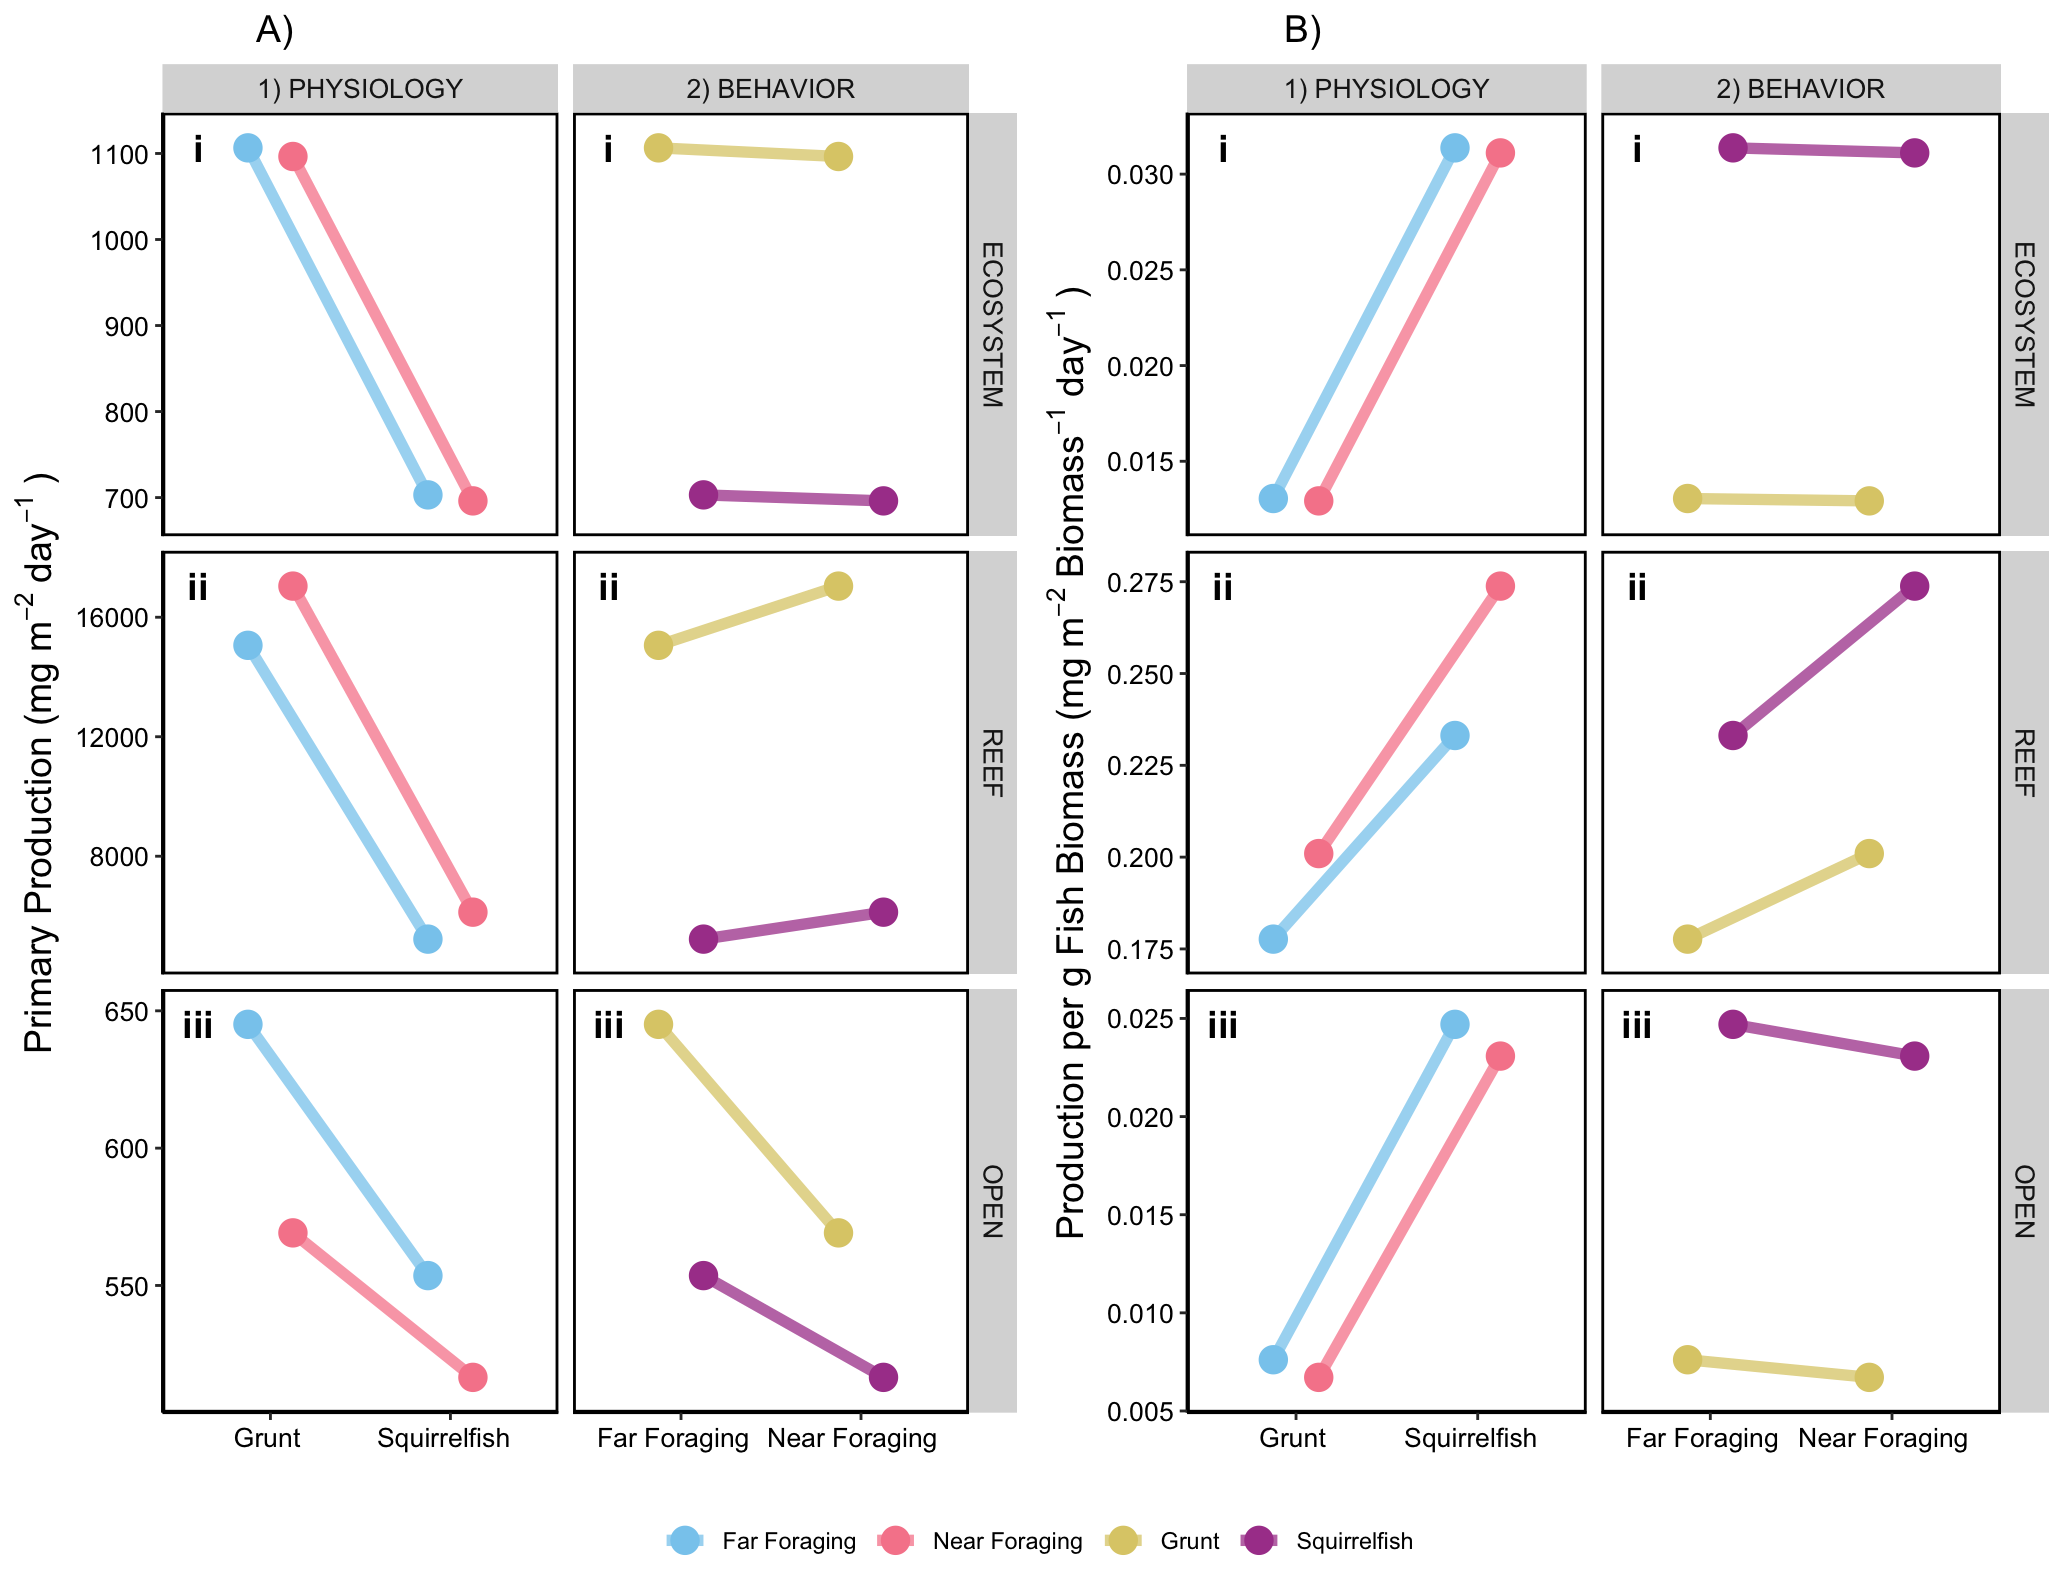 A)
1) PHYSIOLOGY
2) BEHAVIOR
Primary Production (mg m⁻² day⁻¹ )
i
i
1100
1000
900
800
700
ECOSYSTEM
ii
ii
16000
12000
8000
REEF
iii
iii
650
600
550
OPEN
Grunt
Squirrelfish
Far Foraging
Near Foraging
B)
1) PHYSIOLOGY
2) BEHAVIOR
Production per g Fish Biomass (mg m⁻² Biomass⁻¹ day⁻¹ )
i
i
0.030
0.025
0.020
0.015
ECOSYSTEM
ii
ii
0.275
0.250
0.225
0.200
0.175
REEF
iii
iii
0.025
0.020
0.015
0.010
0.005
OPEN
Grunt
Squirrelfish
Far Foraging
Near Foraging
Far Foraging
Near Foraging
Grunt
Squirrelfish